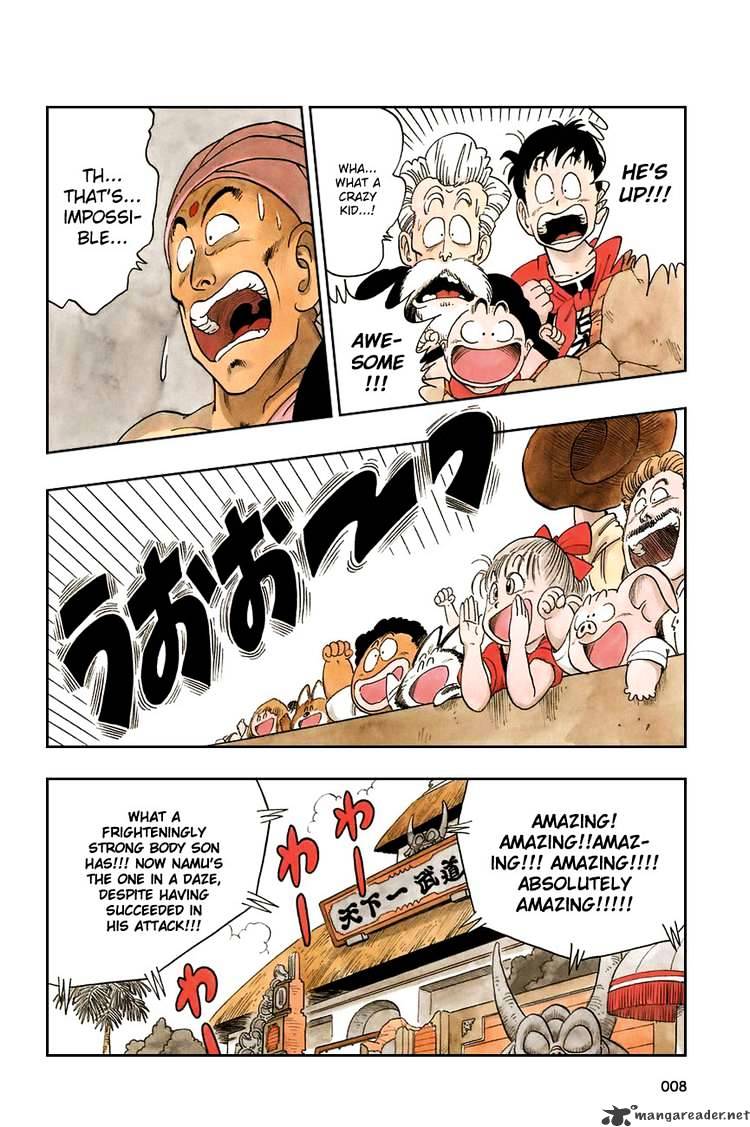 HE'S
UP!!!
WHA...
WHAT A
CRAZY
KID...!
AWE-
SOME
!!!
TH...
THAT'S...
IMPOSSI-
BLE...
うおおお〜っ
AMAZING!
AMAZING!!AMAZ-
ING!!! AMAZING!!!!
ABSOLUTELY
AMAZING!!!!!
天下一武道
わーわー
わーわー
WHAT A
FRIGHTENINGLY
STRONG BODY SON
HAS!!! NOW NAMU'S
THE ONE IN A DAZE,
DESPITE HAVING
SUCCEEDED IN
HIS ATTACK!!!
008
mangareader.net